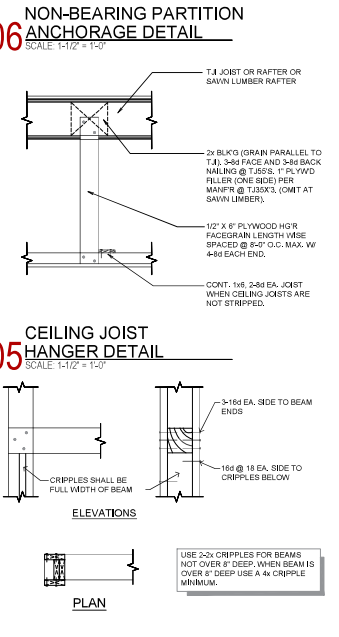 NON-BEARING PARTITION
06 ANCHORAGE DETAIL
SCALE: 1-1/2" = 1'-0"
TJI JOIST OR RAFTER OR
SAWN LUMBER RAFTER
2x BLK'G (GRAIN PARALLEL TO
TJI). 3-8d FACE AND 3-8d BACK
NAILING @ TJ55'S. 1" PLYW'D
FILLER (ONE SIDE) PER
MANF'R @ TJ35X'3. (OMIT AT
SAWN LUMBER).
1/2" X 6" PLYWOOD HG'R
FACEGRAIN LENGTH WISE
SPACED @ 8'-0" O.C. MAX. W/
4-8d EACH END.
CONT. 1x6, 2-8d EA. JOIST
WHEN CEILING JOISTS ARE
NOT STRIPPED.
CEILING JOIST
05 HANGER DETAIL
SCALE: 1-1/2" = 1'-0"
3-16d EA. SIDE TO BEAM
ENDS
16d @ 18 EA. SIDE TO
CRIPPLES BELOW
CRIPPLES SHALL BE
FULL WIDTH OF BEAM
ELEVATIONS
USE 2-2x CRIPPLES FOR BEAMS
NOT OVER 8" DEEP. WHEN BEAM IS
OVER 8" DEEP USE A 4x CRIPPLE
MINIMUM.
PLAN